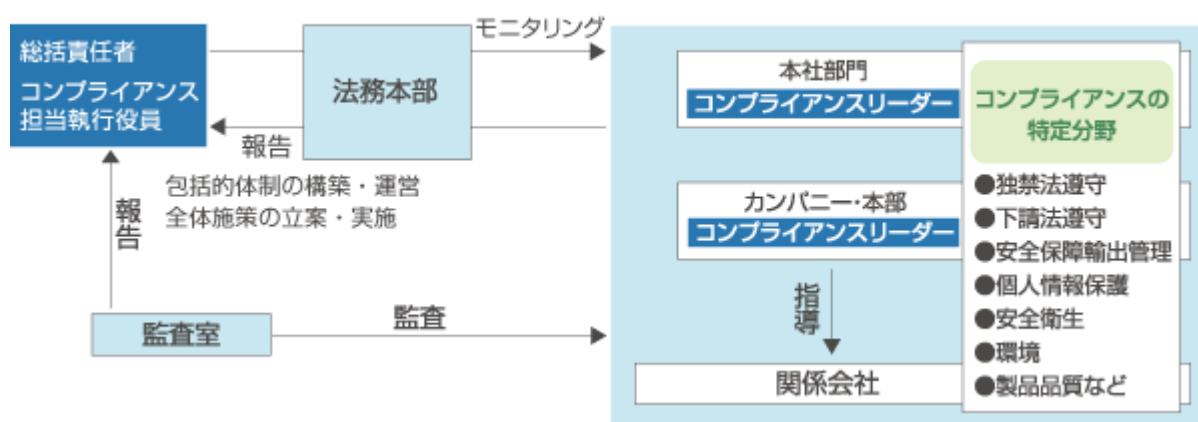 総括責任者
コンプライアンス
担当執行役員
法務本部
モニタリング
報告
包括的体制の構築・運営
全体施策の立案・実施
報告
監査室
監査
本社部門
コンプライアンスリーダー
カンパニー・本部
コンプライアンスリーダー
指導
関係会社
コンプライアンスの
特定分野
●独禁法遵守
●下請法遵守
●安全保障輸出管理
●個人情報保護
●安全衛生
●環境
●製品品質など